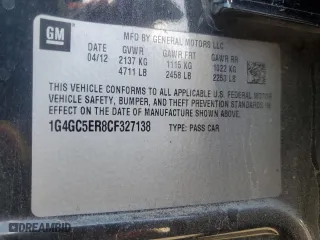 GM
MFD BY GENERAL MOTORS LLC
04/12
GVWR GAWR FRT GAWR RR
2137 KG 1115 KG 1022 KG
4711 LB 2458 LB 2253 LB
THIS VEHICLE CONFORMS TO ALL APPLICABLE U.S. FEDERAL MOTOR
VEHICLE SAFETY, BUMPER, AND THEFT PREVENTION STANDARDS IN
EFFECT ON THE DATE OF MANUFACTURE SHOWN ABOVE.
1G4GC5ER8CF327138 TYPE: PASS CAR